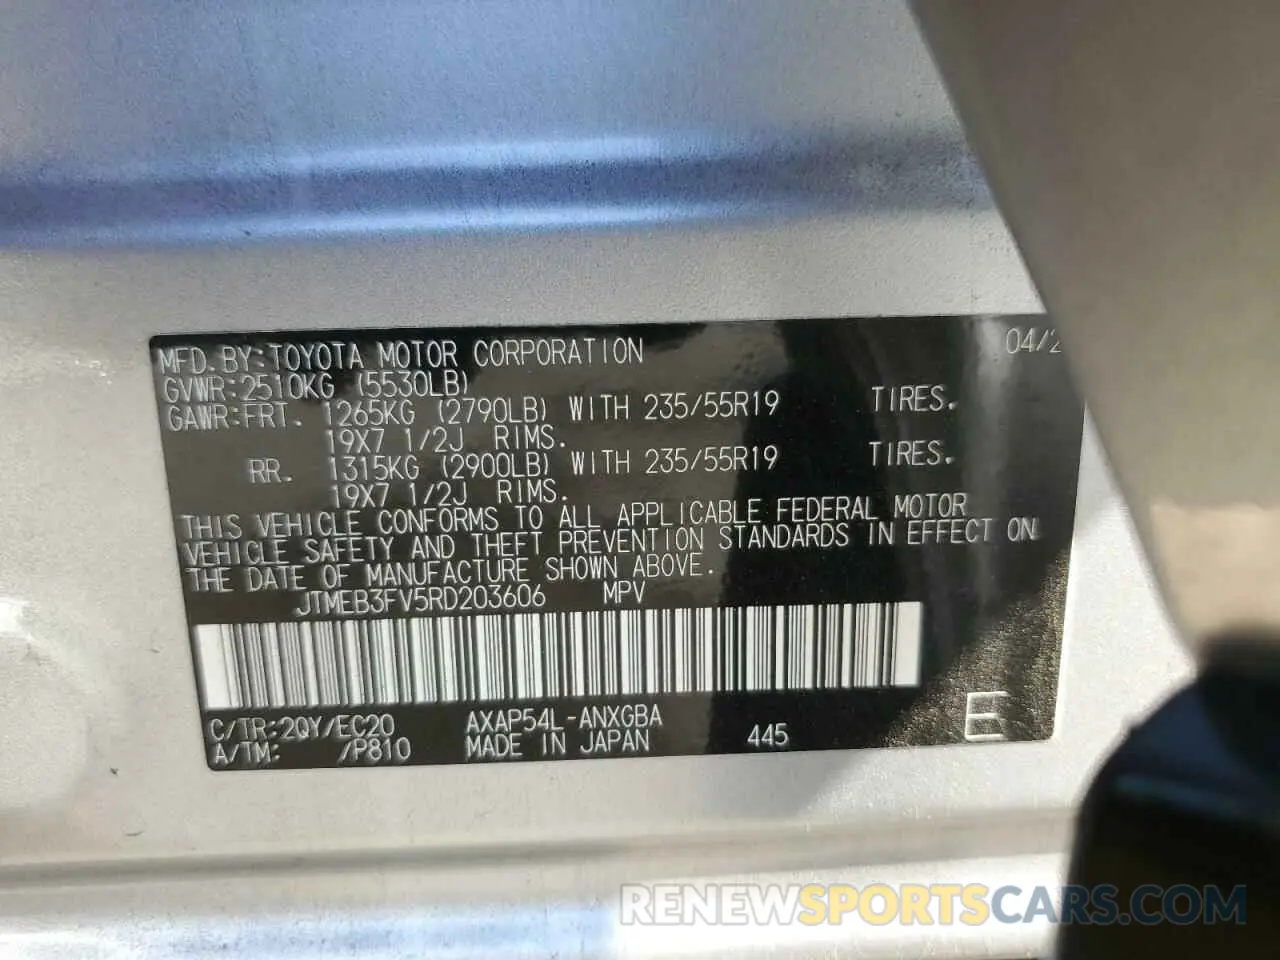 MFD. BY: TOYOTA MOTOR CORPORATION 04/2
GVWR: 2510KG (5530LB)
GAWR: FRT. 1265KG (2790LB) WITH 235/55R19 TIRES.
19X7 1/2J RIMS.
RR. 1315KG (2900LB) WITH 235/55R19 TIRES.
19X7 1/2J RIMS.
THIS VEHICLE CONFORMS TO ALL APPLICABLE FEDERAL MOTOR
VEHICLE SAFETY AND THEFT PREVENTION STANDARDS IN EFFECT ON
THE DATE OF MANUFACTURE SHOWN ABOVE.
JTMEB3FV5RD203606 MPV
C/TR: 2QY/EC20 AXAP54L-ANXGBA
A/TM: /P810 MADE IN JAPAN 445 E
RENEWSPORTSCARS.COM